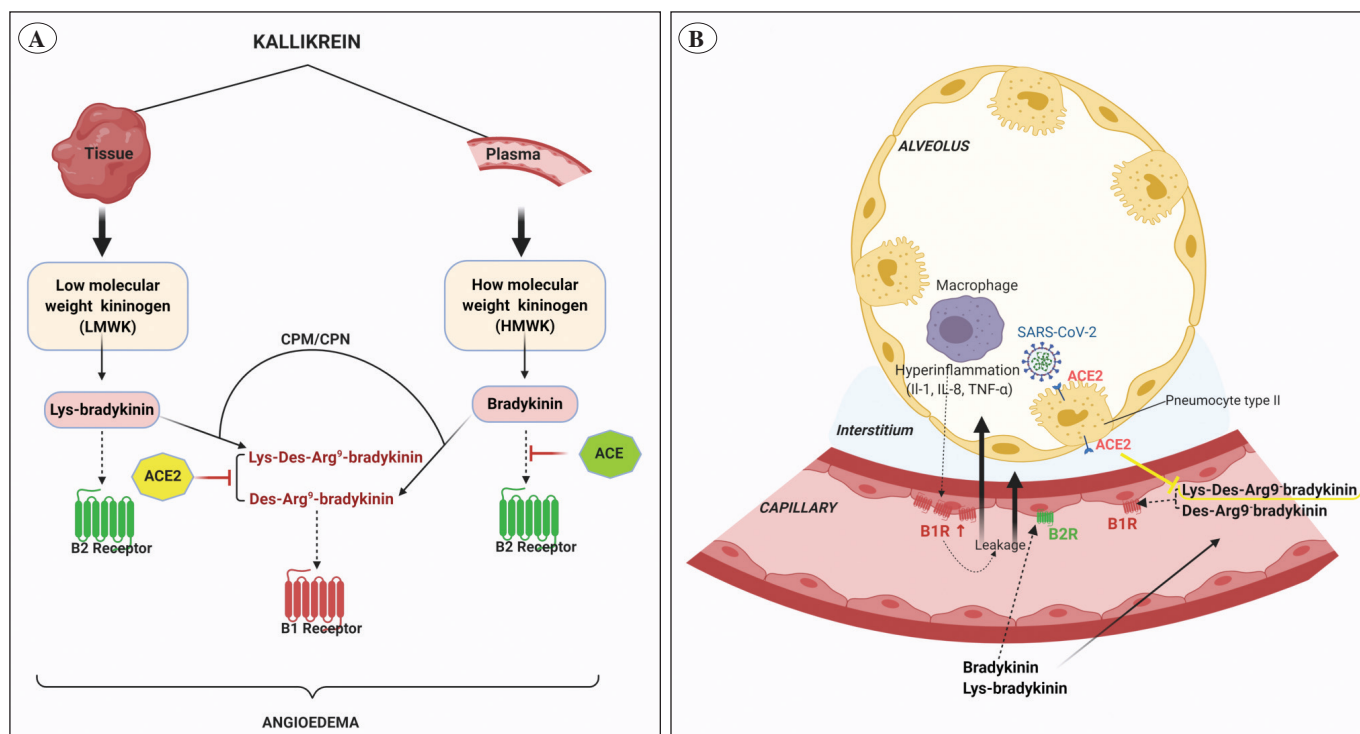 A
KALLIKREIN
Tissue
Plasma
Low molecular
weight kininogen
(LMWK)
How molecular
weight kininogen
(HMWK)
CPM/CPN
Lys-bradykinin
Bradykinin
Lys-Des-Arg⁹-bradykinin
ACE2
ACE
Des-Arg⁹-bradykinin
B2 Receptor
B2 Receptor
B1 Receptor
ANGIOEDEMA
B
ALVEOLUS
Macrophage
SARS-CoV-2
Hyperinflammation
(Il-1, IL-8, TNF-α)
ACE2
Pneumocyte type II
Interstitium
ACE2
Lys-Des-Arg9-bradykinin
Des-Arg9-bradykinin
CAPILLARY
B1R ↑
Leakage
B2R
B1R
Bradykinin
Lys-bradykinin